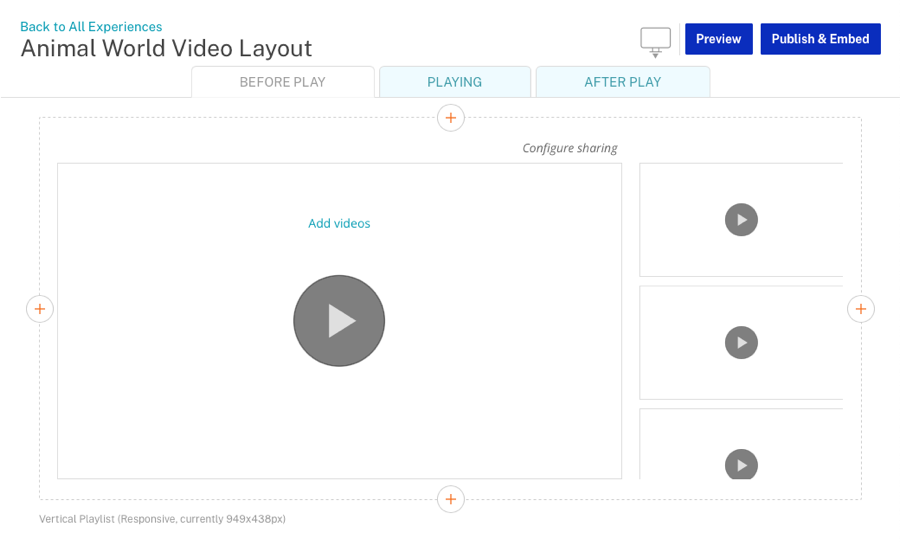 Back to All Experiences
Animal World Video Layout
Preview
Publish & Embed
BEFORE PLAY
PLAYING
AFTER PLAY
Configure sharing
Add videos
Vertical Playlist (Responsive, currently 949x438px)